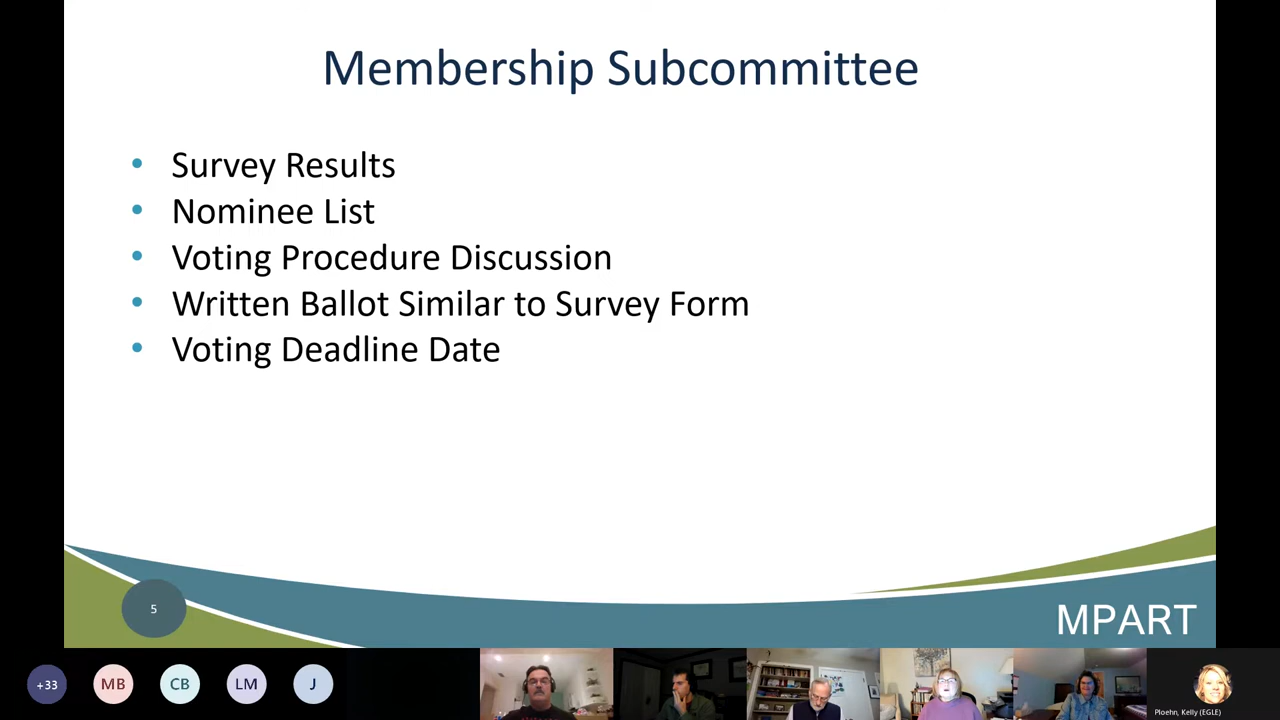 Membership Subcommittee
• Survey Results
• Nominee List
• Voting Procedure Discussion
• Written Ballot Similar to Survey Form
• Voting Deadline Date
5
MPART
+33
MB
CB
LM
J
Ploehn, Kelly (EGLE)